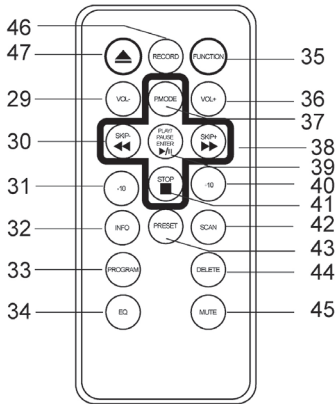 46
47
RECORD
FUNCTION
35
29
VOL-
P.MODE
VOL+
36
37
30
SKIP-
PLAY/
PAUSE
ENTER
SKIP+
38
39
31
-10
STOP
-10
40
41
32
INFO
PRESET
SCAN
42
43
33
PROGRAM
DELETE
44
34
EQ
MUTE
45